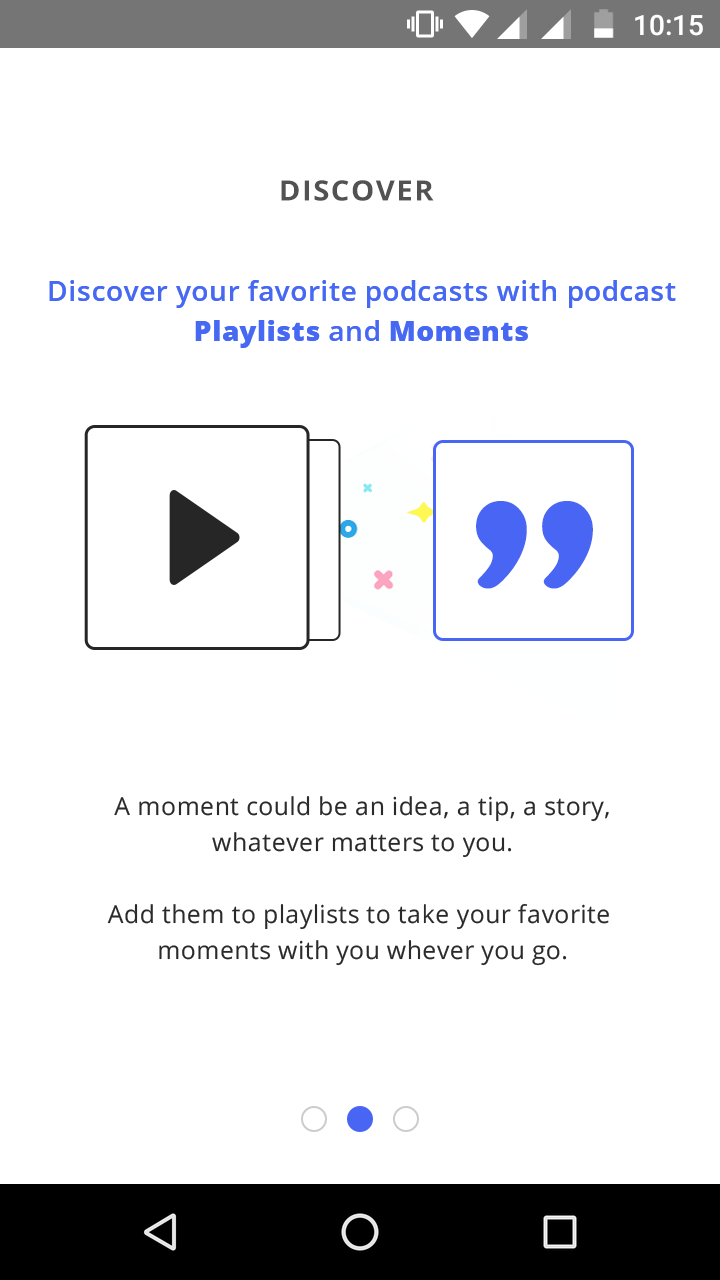 10:15
DISCOVER
Discover your favorite podcasts with podcast
Playlists and Moments
A moment could be an idea, a tip, a story,
whatever matters to you.
Add them to playlists to take your favorite
moments with you whever you go.